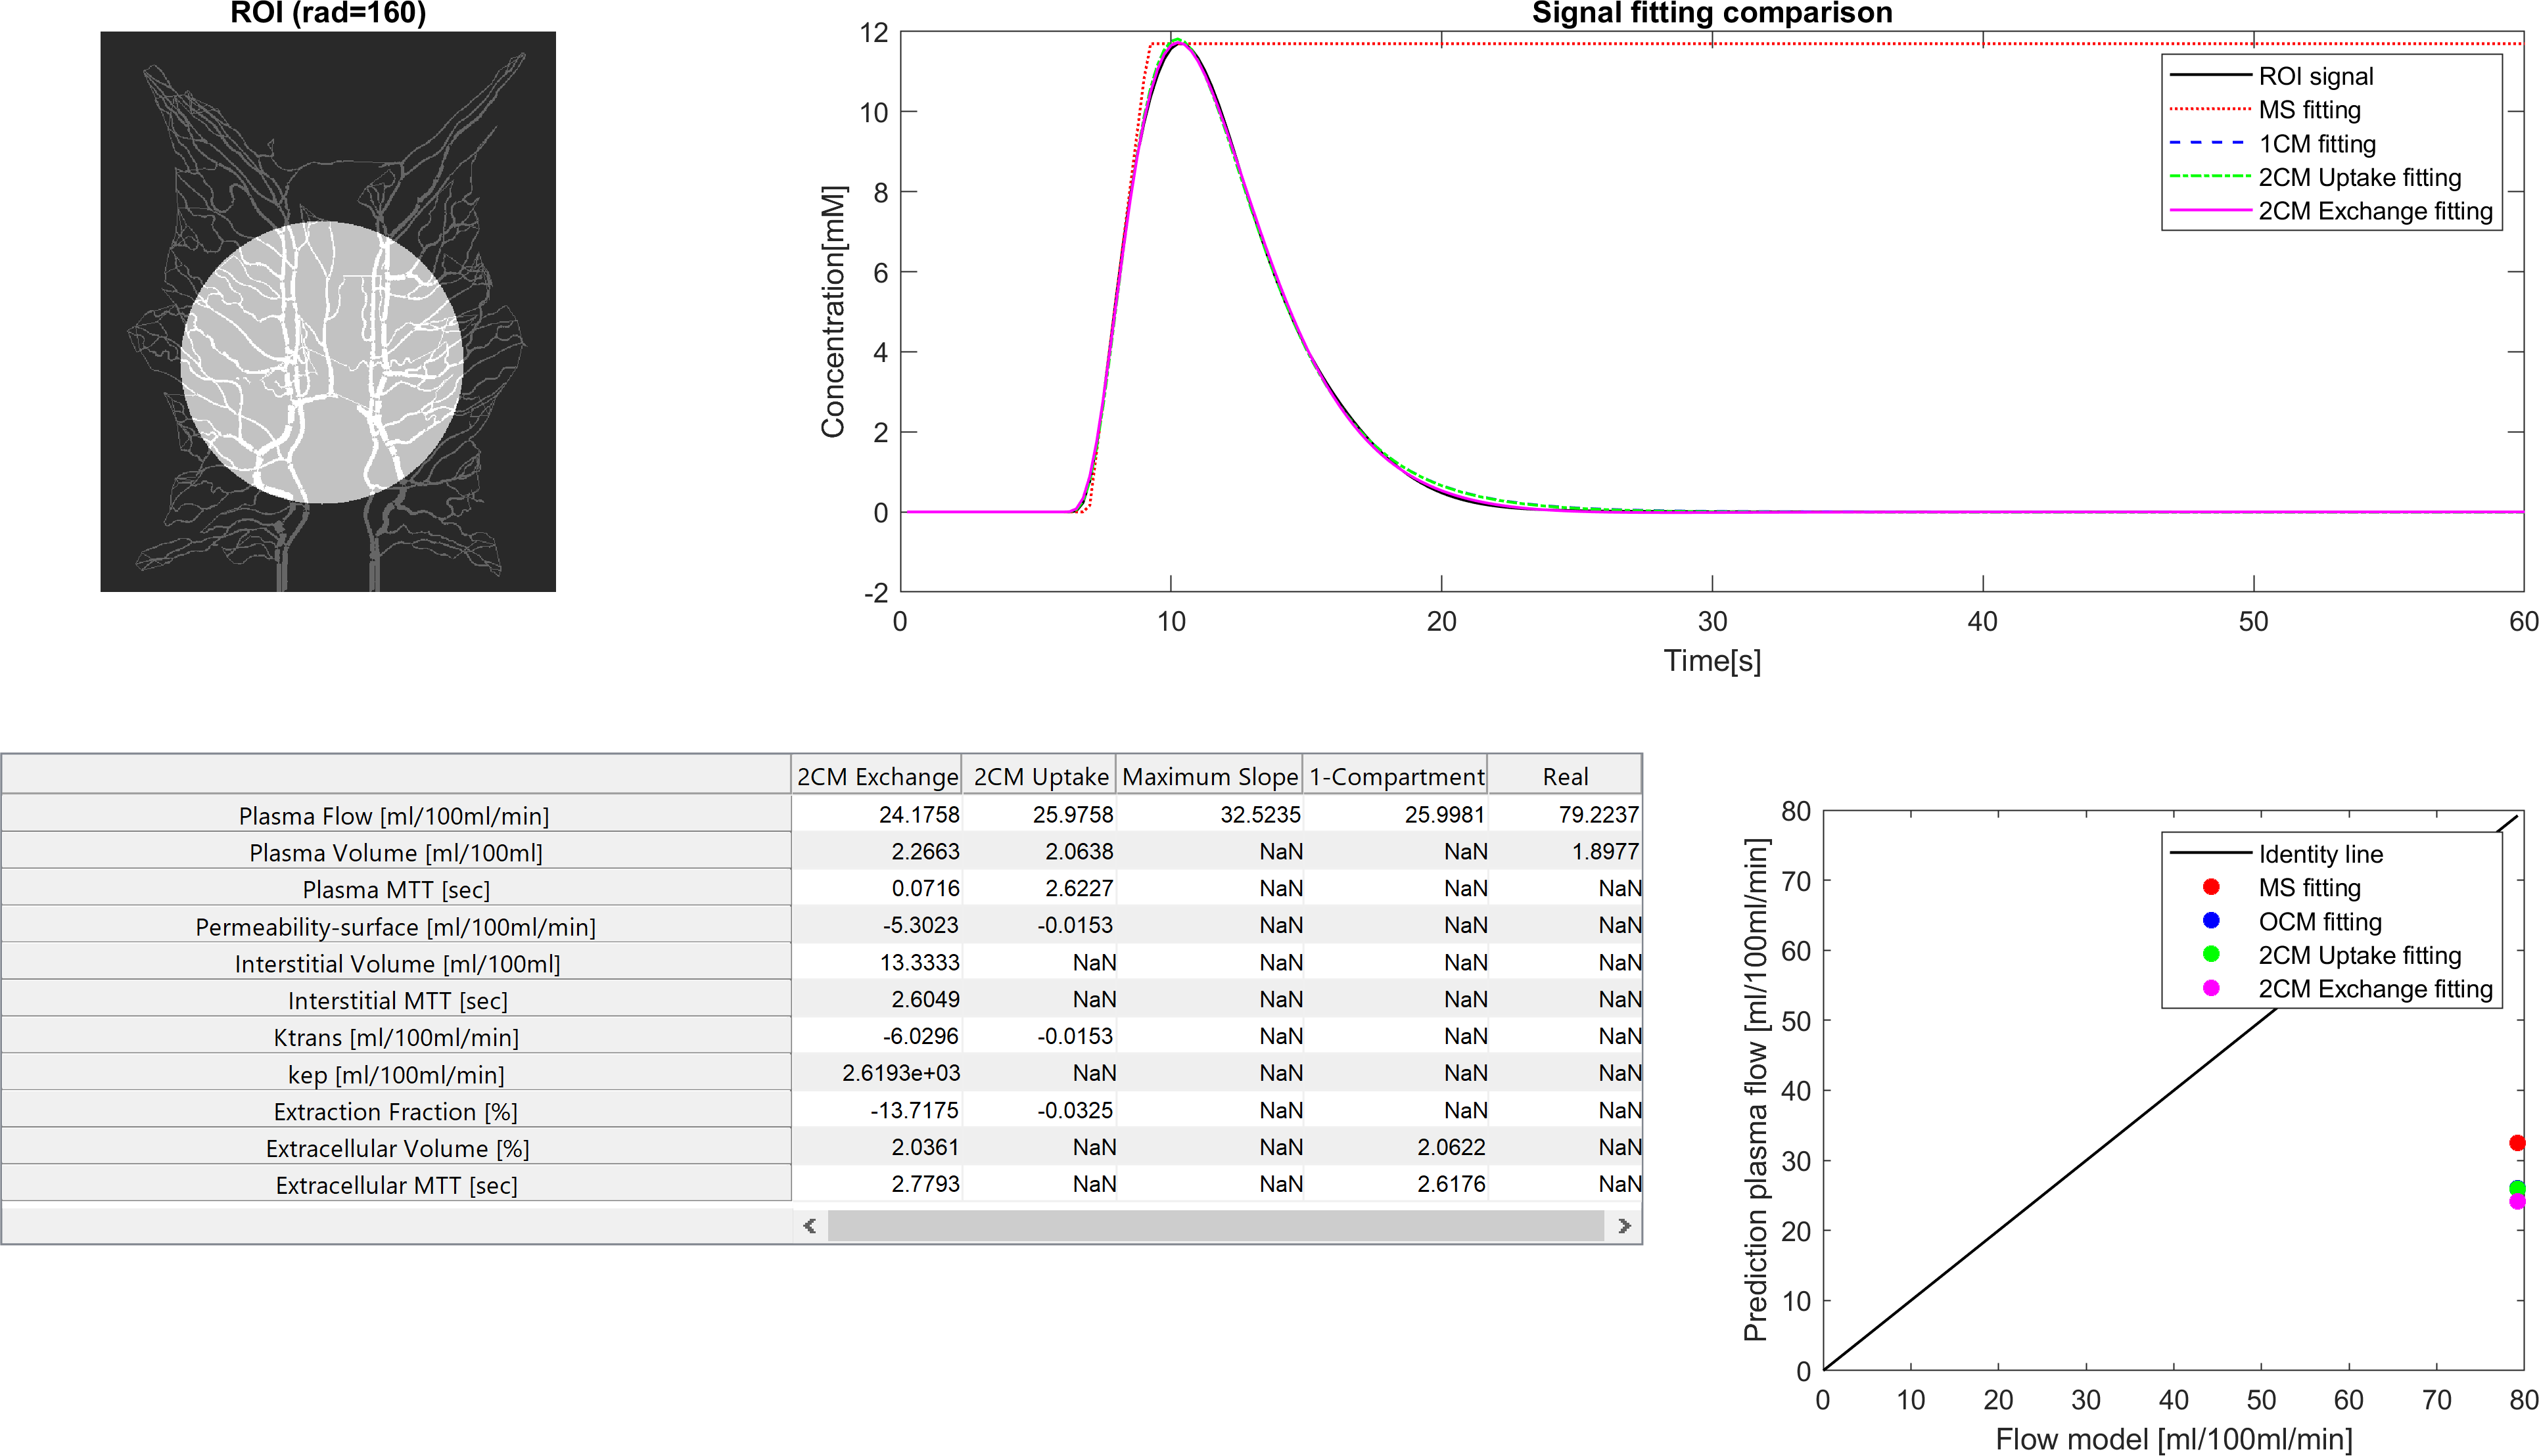 ROI (rad=160)
Signal fitting comparison
12
10
8
6
4
2
0
-2
0 10 20 30 40 50 60
Concentration[mM]
Time[s]
ROI signal
MS fitting
1CM fitting
2CM Uptake fitting
2CM Exchange fitting
2CM Exchange 2CM Uptake Maximum Slope 1-Compartment Real
Plasma Flow [ml/100ml/min] 24.1758 25.9758 32.5235 25.9981 79.2237
Plasma Volume [ml/100ml] 2.2663 2.0638 NaN NaN 1.8977
Plasma MTT [sec] 0.0716 2.6227 NaN NaN NaN
Permeability-surface [ml/100ml/min] -5.3023 -0.0153 NaN NaN NaN
Interstitial Volume [ml/100ml] 13.3333 NaN NaN NaN NaN
Interstitial MTT [sec] 2.6049 NaN NaN NaN NaN
Ktrans [ml/100ml/min] -6.0296 -0.0153 NaN NaN NaN
kep [ml/100ml/min] 2.6193e+03 NaN NaN NaN NaN
Extraction Fraction [%] -13.7175 -0.0325 NaN NaN NaN
Extracellular Volume [%] 2.0361 NaN NaN 2.0622 NaN
Extracellular MTT [sec] 2.7793 NaN NaN 2.6176 NaN
80
70
60
50
40
30
20
10
0
0 10 20 30 40 50 60 70 80
Prediction plasma flow [ml/100ml/min]
Flow model [ml/100ml/min]
Identity line
MS fitting
OCM fitting
2CM Uptake fitting
2CM Exchange fitting